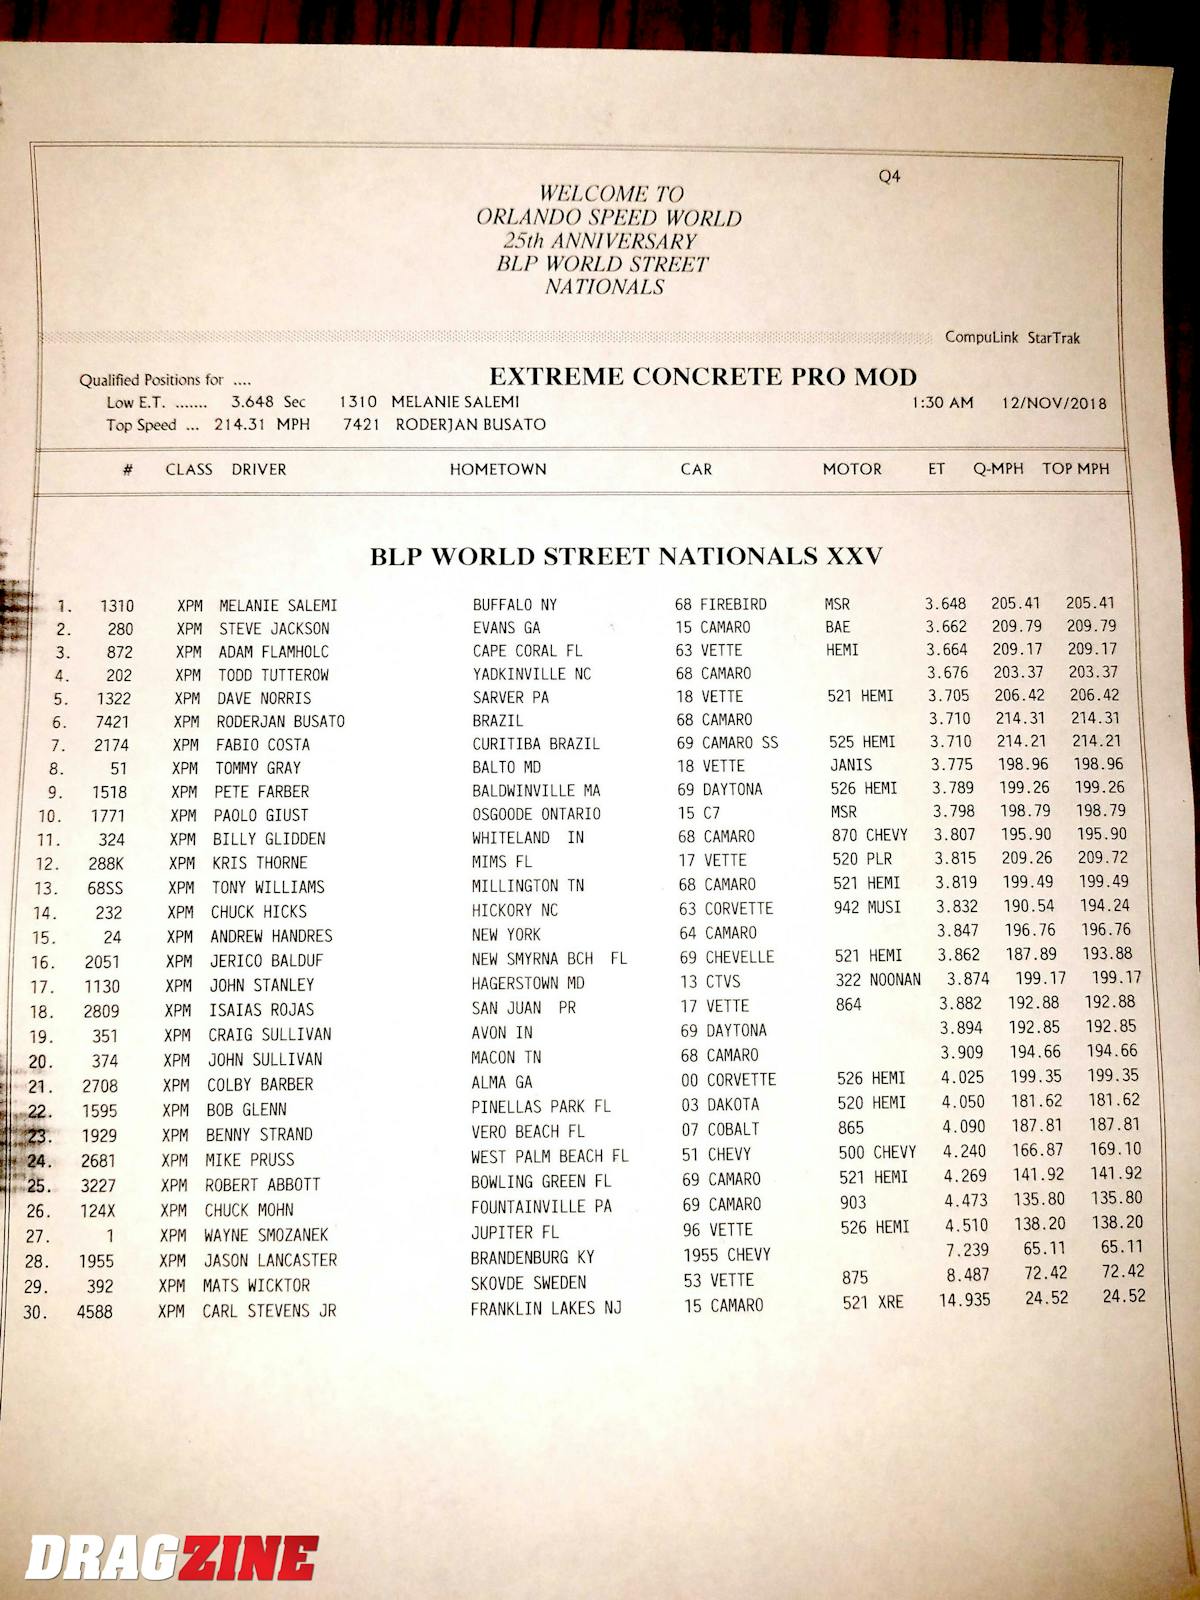 Q4
WELCOME TO
ORLANDO SPEED WORLD
25th ANNIVERSARY
BLP WORLD STREET
NATIONALS
CompuLink StarTrak
Qualified Positions for .... EXTREME CONCRETE PRO MOD
Low E.T. ....... 3.648 Sec 1310 MELANIE SALEMI 1:30 AM 12/NOV/2018
Top Speed ... 214.31 MPH 7421 RODERJAN BUSATO
# CLASS DRIVER HOMETOWN CAR MOTOR ET Q-MPH TOP MPH
BLP WORLD STREET NATIONALS XXV
1. 1310 XPM MELANIE SALEMI BUFFALO NY 68 FIREBIRD MSR 3.648 205.41 205.41
2. 280 XPM STEVE JACKSON EVANS GA 15 CAMARO BAE 3.662 209.79 209.79
3. 872 XPM ADAM FLAMHOLC CAPE CORAL FL 63 VETTE HEMI 3.664 209.17 209.17
4. 202 XPM TODD TUTTEROW YADKINVILLE NC 68 CAMARO 3.676 203.37 203.37
5. 1322 XPM DAVE NORRIS SARVER PA 18 VETTE 521 HEMI 3.705 206.42 206.42
6. 7421 XPM RODERJAN BUSATO BRAZIL 68 CAMARO 3.710 214.31 214.31
7. 2174 XPM FABIO COSTA CURITIBA BRAZIL 69 CAMARO SS 525 HEMI 3.710 214.21 214.21
8. 51 XPM TOMMY GRAY BALTO MD 18 VETTE JANIS 3.775 198.96 198.96
9. 1518 XPM PETE FARBER BALDWINVILLE MA 69 DAYTONA 526 HEMI 3.789 199.26 199.26
10. 1771 XPM PAOLO GIUST OSGOODE ONTARIO 15 C7 MSR 3.798 198.79 198.79
11. 324 XPM BILLY GLIDDEN WHITELAND IN 68 CAMARO 870 CHEVY 3.807 195.90 195.90
12. 288K XPM KRIS THORNE MIMS FL 17 VETTE 520 PLR 3.815 209.26 209.72
13. 68SS XPM TONY WILLIAMS MILLINGTON TN 68 CAMARO 521 HEMI 3.819 199.49 199.49
14. 232 XPM CHUCK HICKS HICKORY NC 63 CORVETTE 942 MUSI 3.832 190.54 194.24
15. 24 XPM ANDREW HANDRES NEW YORK 64 CAMARO 3.847 196.76 196.76
16. 2051 XPM JERICO BALDUF NEW SMYRNA BCH FL 69 CHEVELLE 521 HEMI 3.862 187.89 193.88
17. 1130 XPM JOHN STANLEY HAGERSTOWN MD 13 CTVS 322 NOONAN 3.874 199.17 199.17
18. 2809 XPM ISAIAS ROJAS SAN JUAN PR 17 VETTE 864 3.882 192.88 192.88
19. 351 XPM CRAIG SULLIVAN AVON IN 69 DAYTONA 3.894 192.85 192.85
20. 374 XPM JOHN SULLIVAN MACON TN 68 CAMARO 3.909 194.66 194.66
21. 2708 XPM COLBY BARBER ALMA GA 00 CORVETTE 526 HEMI 4.025 199.35 199.35
22. 1595 XPM BOB GLENN PINELLAS PARK FL 03 DAKOTA 520 HEMI 4.050 181.62 181.62
23. 1929 XPM BENNY STRAND VERO BEACH FL 07 COBALT 865 4.090 187.81 187.81
24. 2681 XPM MIKE PRUSS WEST PALM BEACH FL 51 CHEVY 500 CHEVY 4.240 166.87 169.10
25. 3227 XPM ROBERT ABBOTT BOWLING GREEN FL 69 CAMARO 521 HEMI 4.269 141.92 141.92
26. 124X XPM CHUCK MOHN FOUNTAINVILLE PA 69 CAMARO 903 4.473 135.80 135.80
27. 1 XPM WAYNE SMOZANEK JUPITER FL 96 VETTE 526 HEMI 4.510 138.20 138.20
28. 1955 XPM JASON LANCASTER BRANDENBURG KY 1955 CHEVY 7.239 65.11 65.11
29. 392 XPM MATS WICKTOR SKOVDE SWEDEN 53 VETTE 875 8.487 72.42 72.42
30. 4588 XPM CARL STEVENS JR FRANKLIN LAKES NJ 15 CAMARO 521 XRE 14.935 24.52 24.52
DRAGZINE